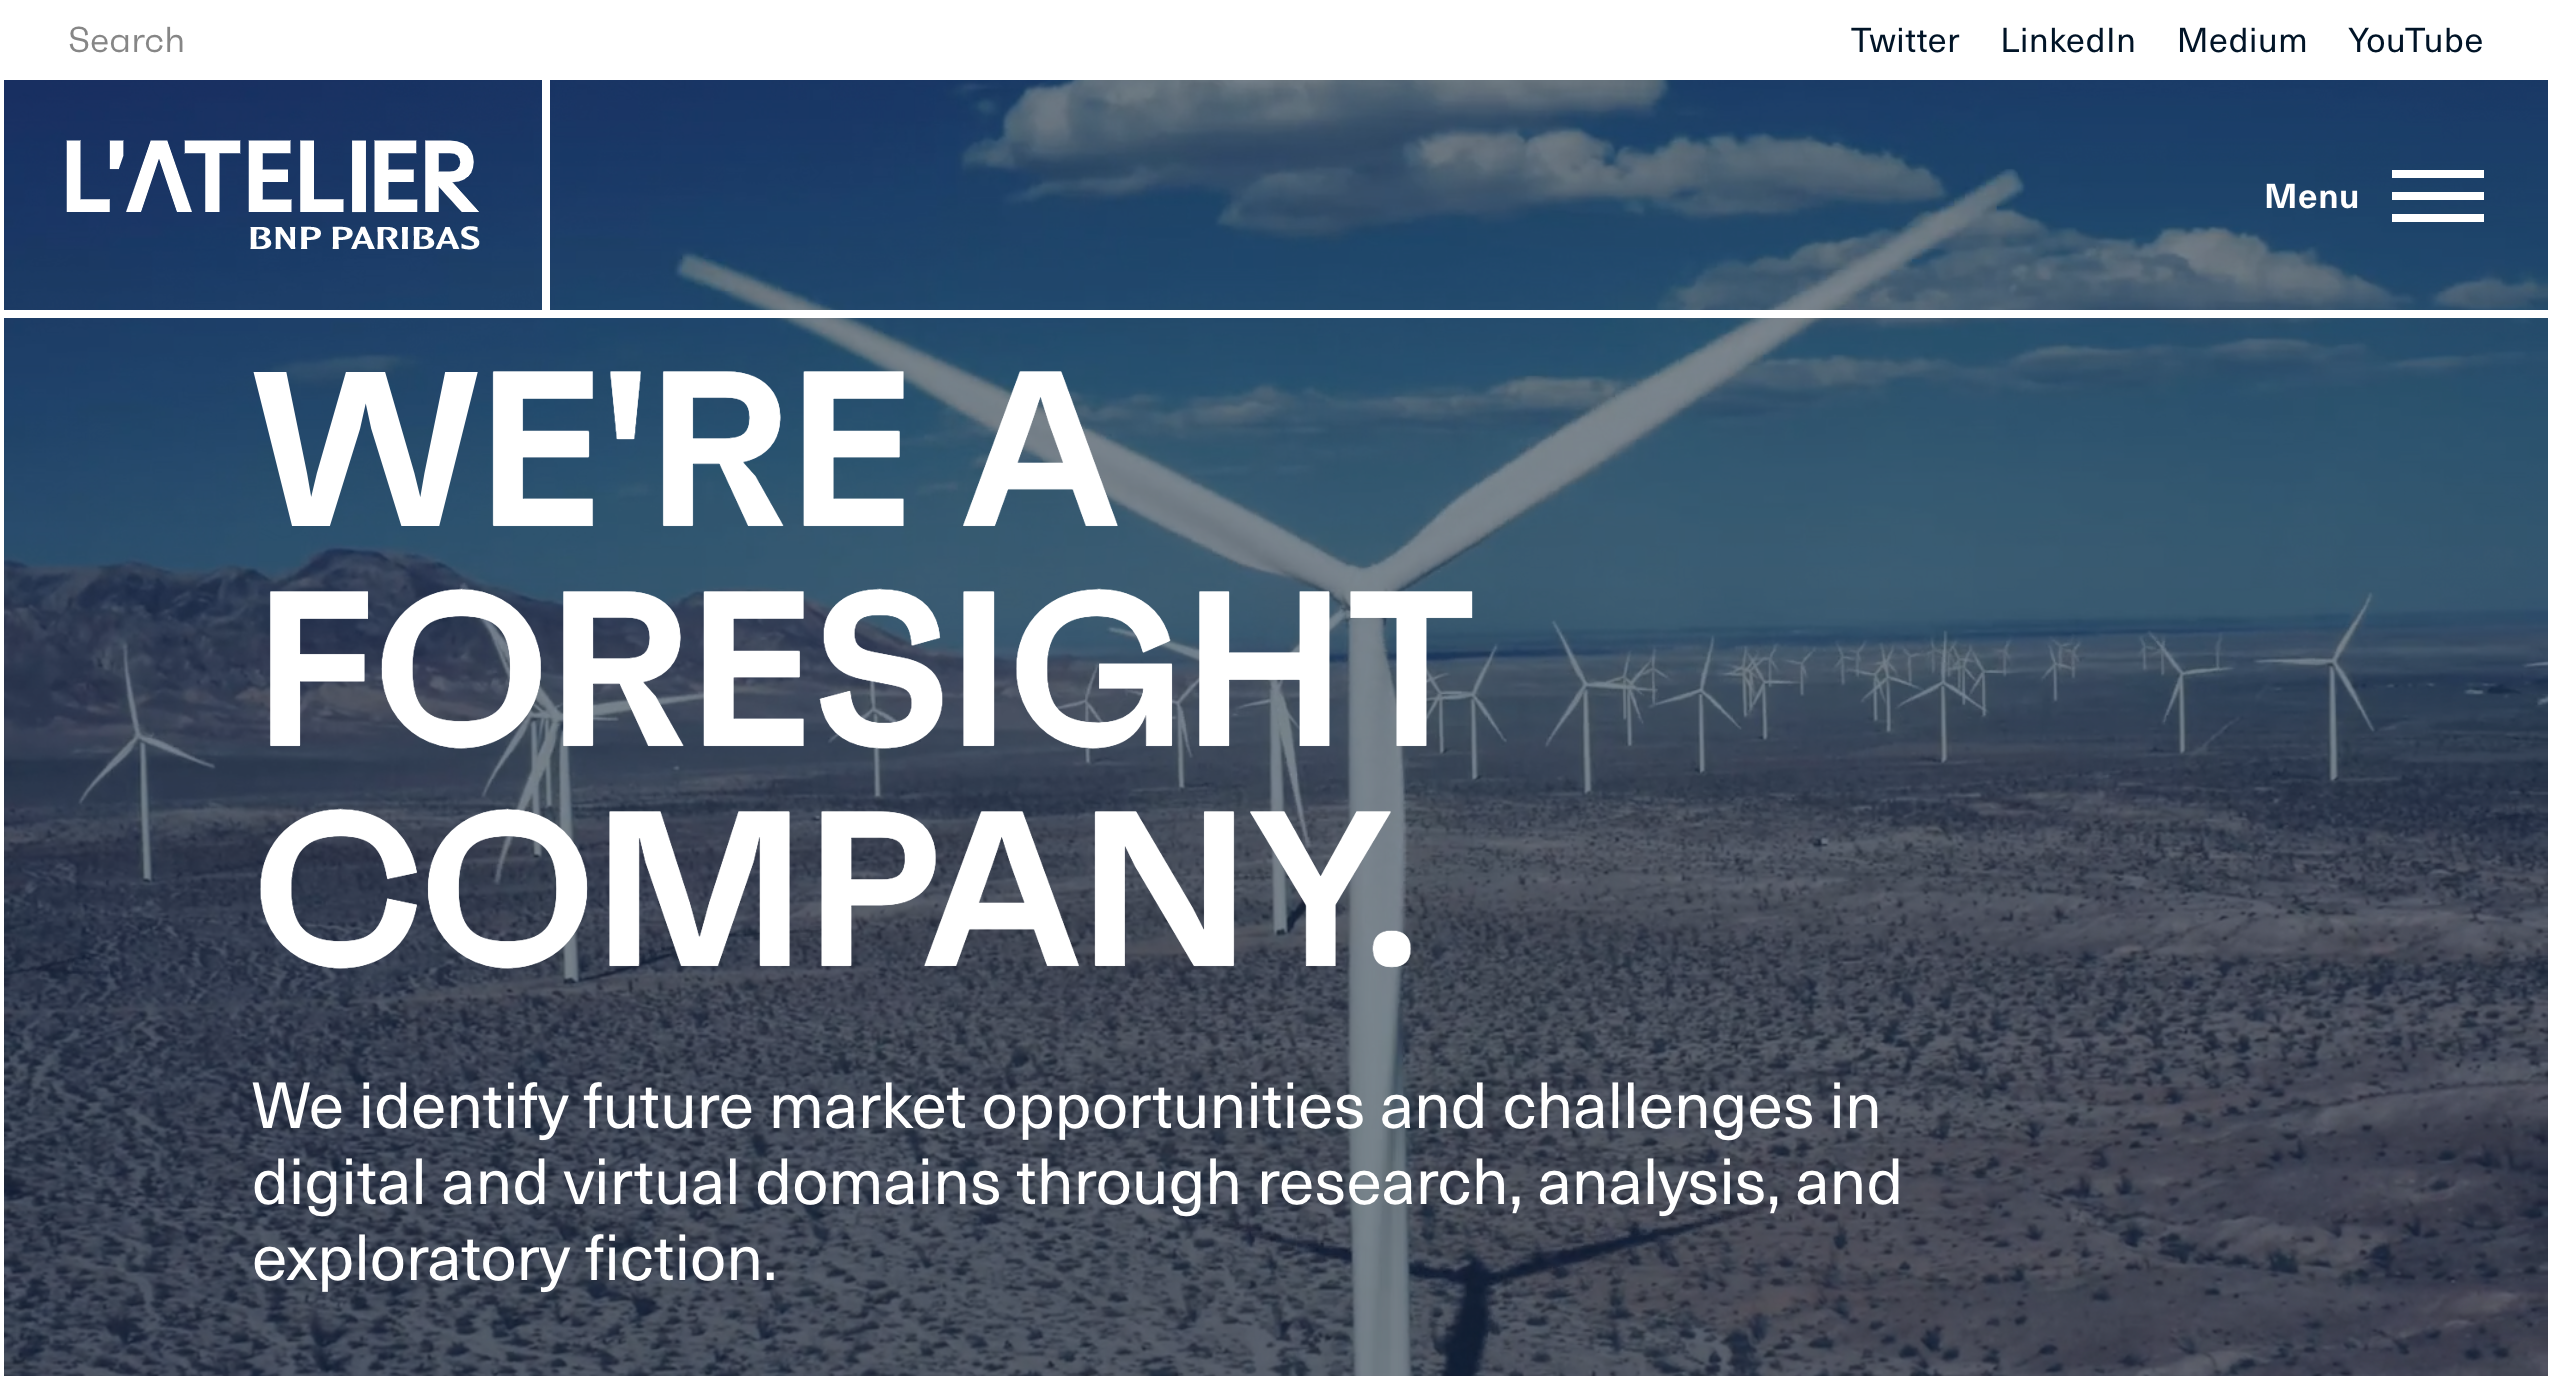 Search
Twitter LinkedIn Medium YouTube
L'ATELIER
BNP PARIBAS
Menu
WE'RE A
FORESIGHT
COMPANY.
We identify future market opportunities and challenges in
digital and virtual domains through research, analysis, and
exploratory fiction.